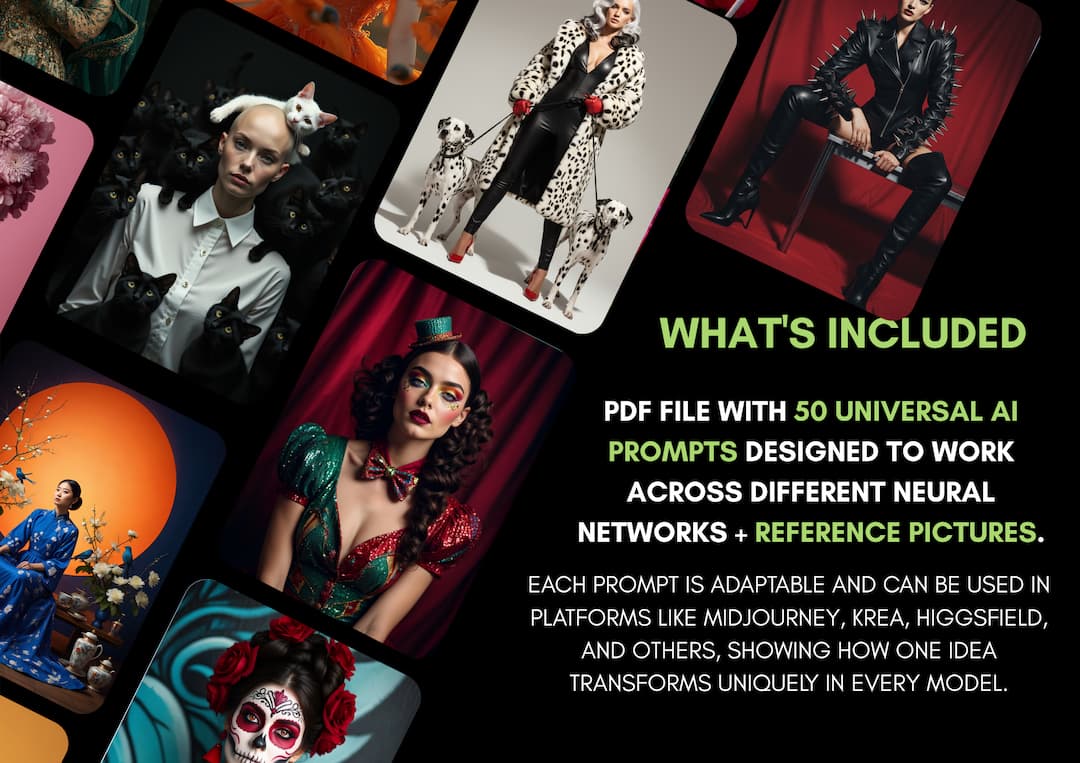 WHAT'S INCLUDED
PDF FILE WITH 50 UNIVERSAL AI
PROMPTS DESIGNED TO WORK
ACROSS DIFFERENT NEURAL
NETWORKS + REFERENCE PICTURES.
EACH PROMPT IS ADAPTABLE AND CAN BE USED IN
PLATFORMS LIKE MIDJOURNEY, KREA, HIGGSFIELD,
AND OTHERS, SHOWING HOW ONE IDEA
TRANSFORMS UNIQUELY IN EVERY MODEL.